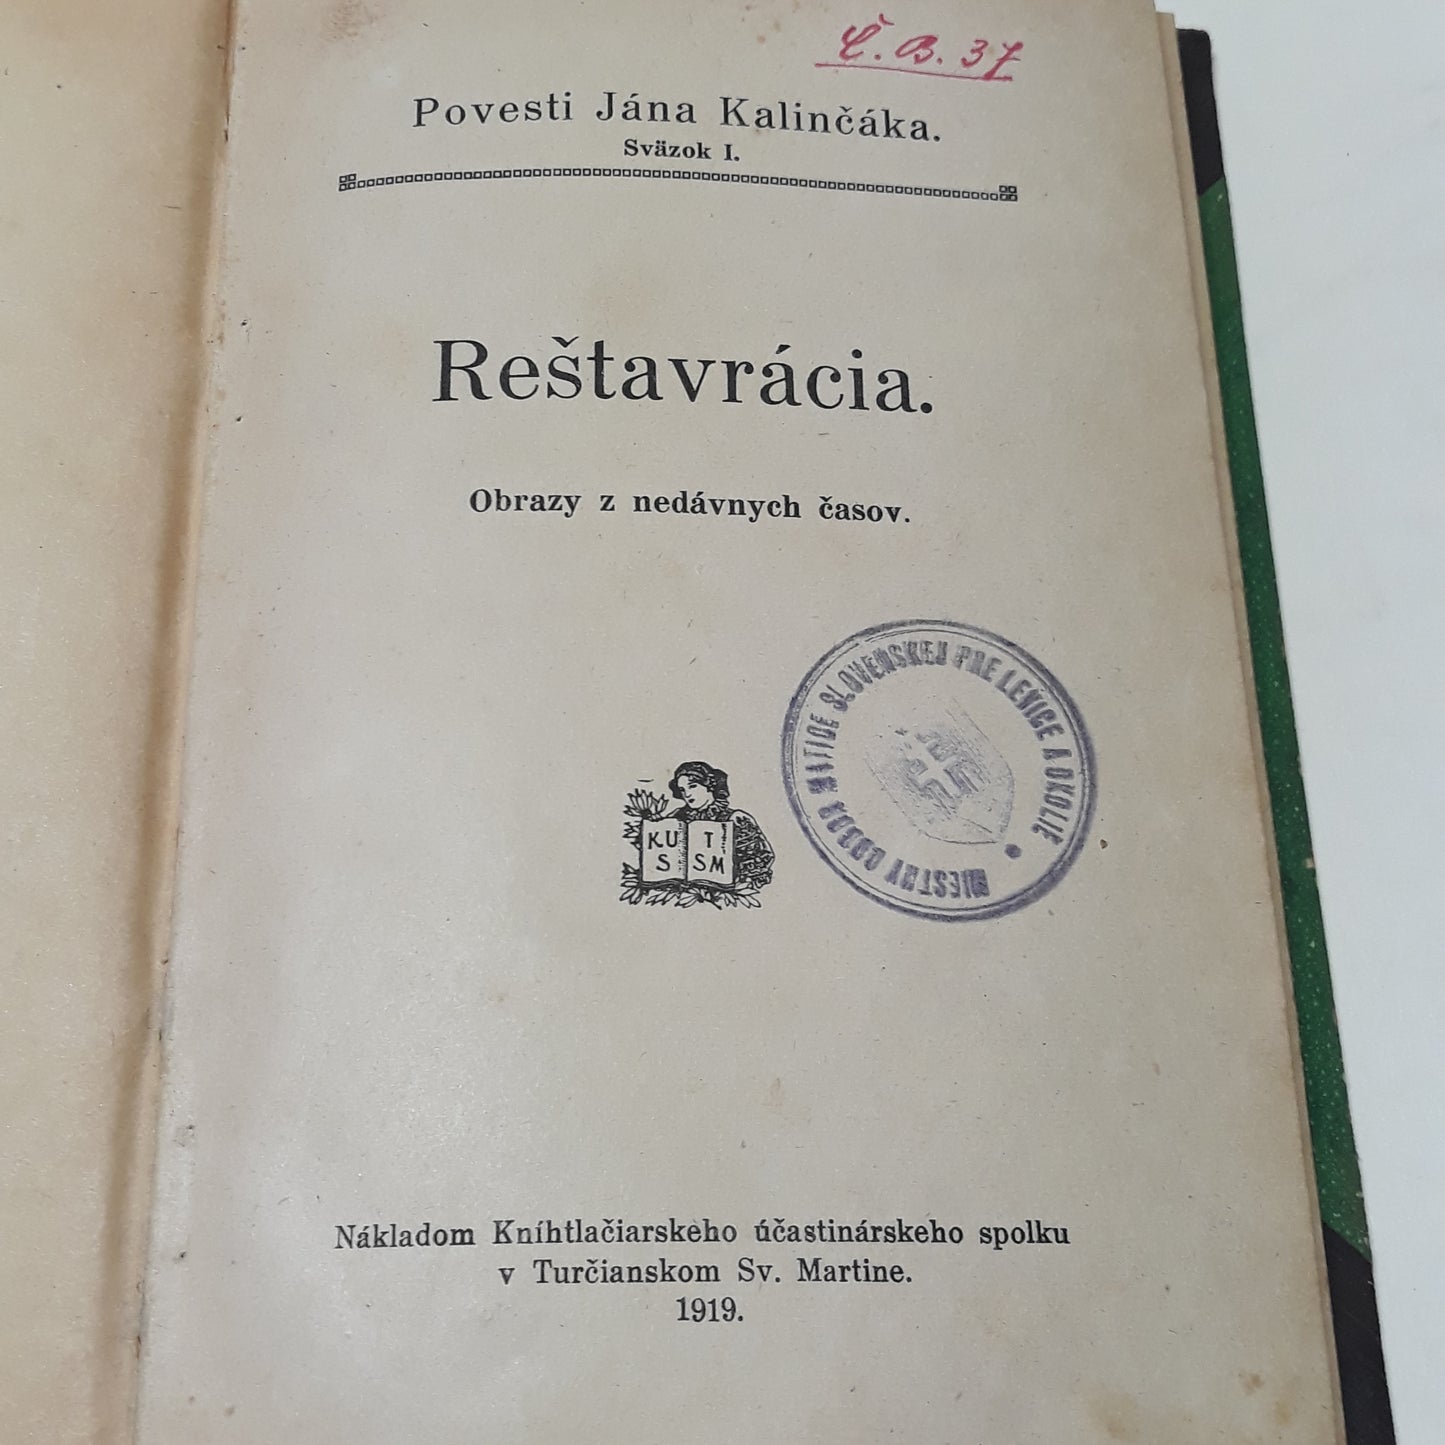 Č. B. 37
Povesti Jána Kalinčáka.
Sväzok I.
Reštavrácia.
Obrazy z nedávnych časov.
MIESTNY ODBOR MATICE SLOVENSKEJ PRE LENICE A OKOLIE
KU T
S SM
Nákladom Kníhtlačiarskeho účastinárskeho spolku
v Turčianskom Sv. Martine.
1919.